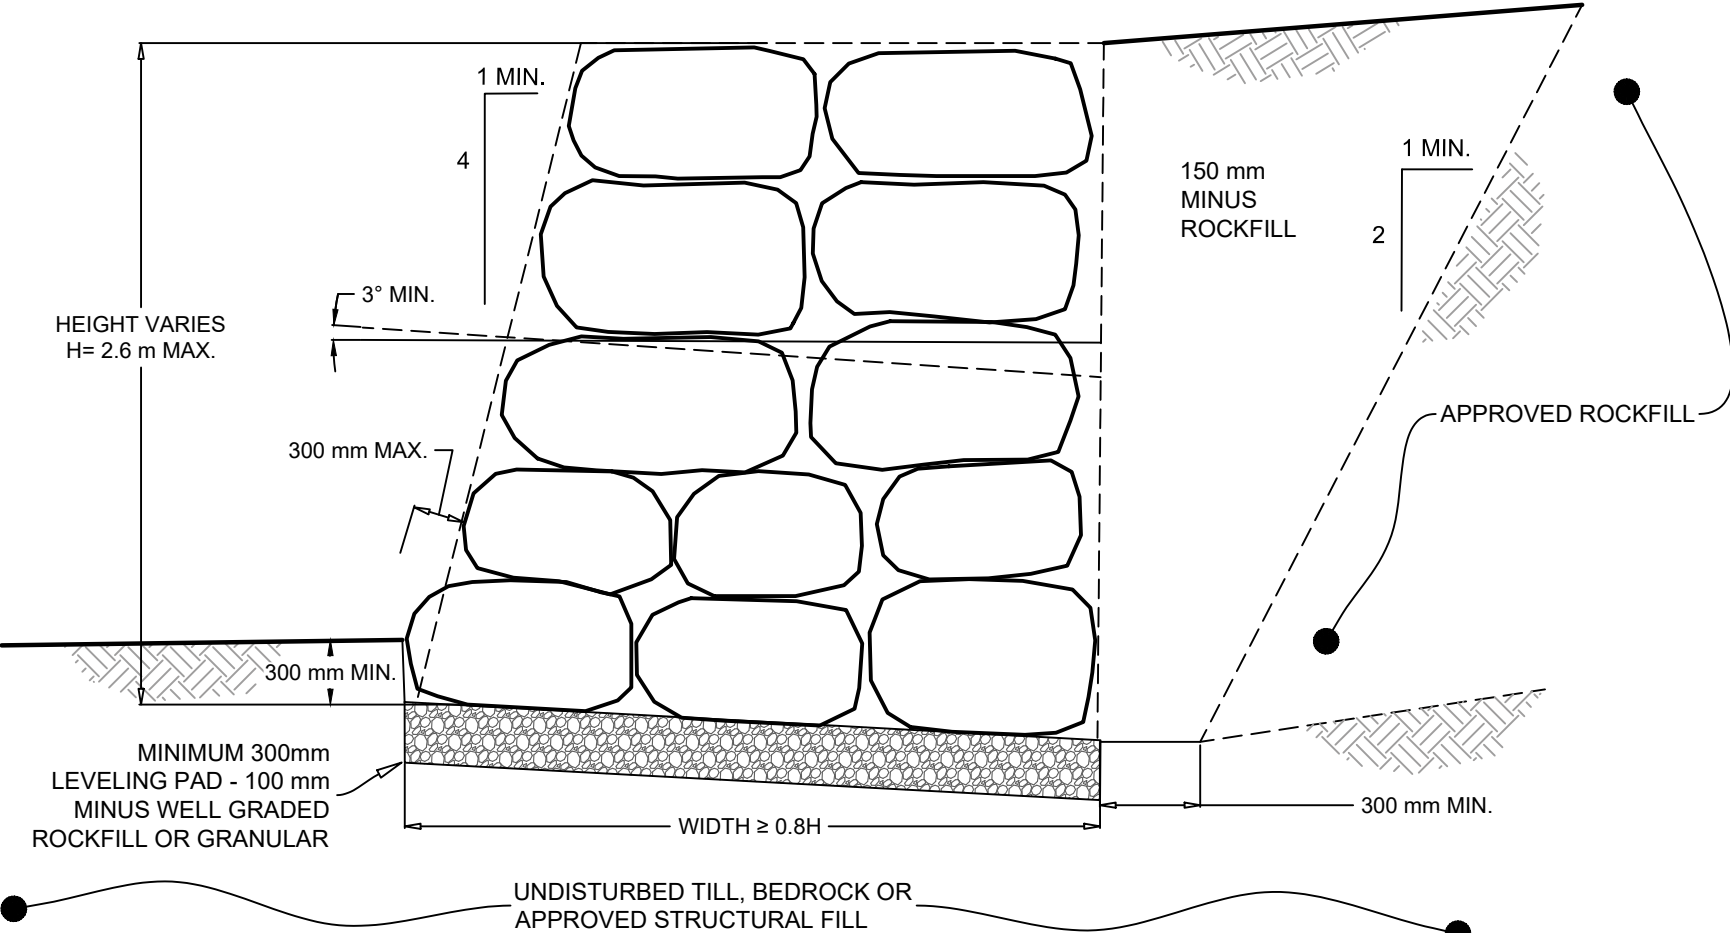 1 MIN.
4
150 mm
MINUS
ROCKFILL
1 MIN.
2
3° MIN.
HEIGHT VARIES
H= 2.6 m MAX.
APPROVED ROCKFILL
300 mm MAX.
300 mm MIN.
MINIMUM 300mm
LEVELING PAD - 100 mm
MINUS WELL GRADED
ROCKFILL OR GRANULAR
300 mm MIN.
WIDTH ≥ 0.8H
UNDISTURBED TILL, BEDROCK OR
APPROVED STRUCTURAL FILL